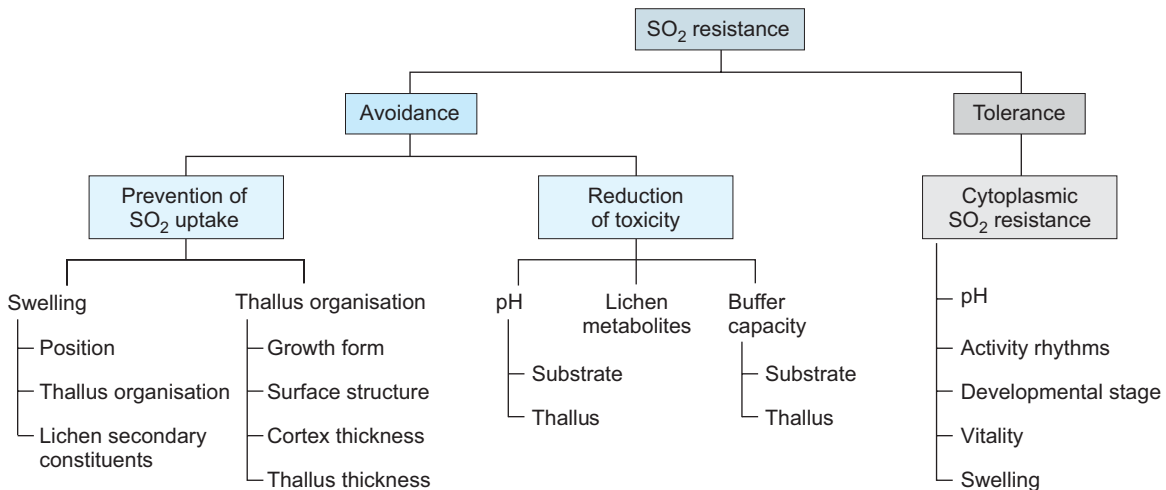 SO₂ resistance
Avoidance
Tolerance
Prevention of
SO₂ uptake
Reduction
of toxicity
Cytoplasmic
SO₂ resistance
Swelling
Position
Thallus organisation
Lichen secondary
constituents
Thallus organisation
Growth form
Surface structure
Cortex thickness
Thallus thickness
pH
Substrate
Thallus
Lichen
metabolites
Buffer
capacity
Substrate
Thallus
pH
Activity rhythms
Developmental stage
Vitality
Swelling